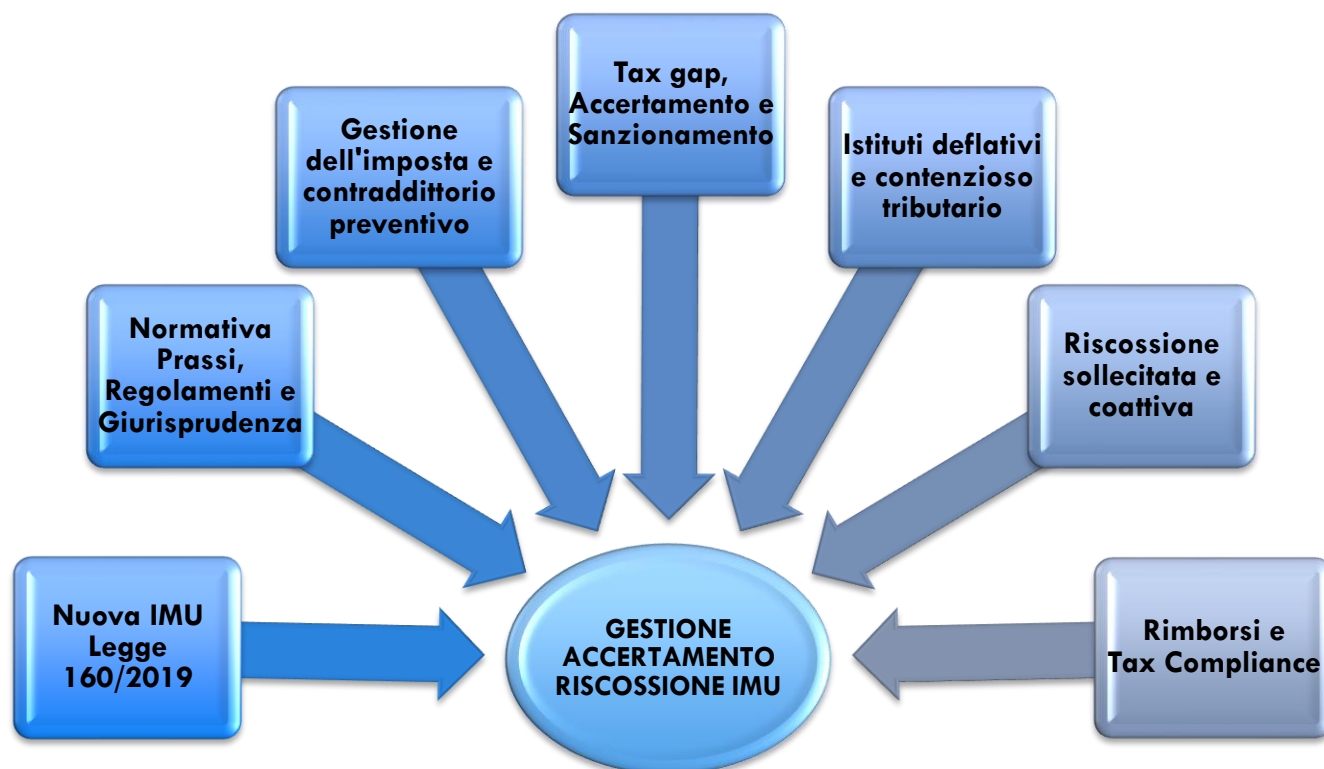 Nuova IMU
Legge
160/2019
Normativa
Prassi,
Regolamenti e
Giurisprudenza
Gestione
dell'imposta e
contraddittorio
preventivo
Tax gap,
Accertamento e
Sanzionamento
Istituti deflativi
e contenzioso
tributario
Riscossione
sollecitata e
coattiva
Rimborsi e
Tax Compliance
GESTIONE
ACCERTAMENTO
RISCOSSIONE IMU